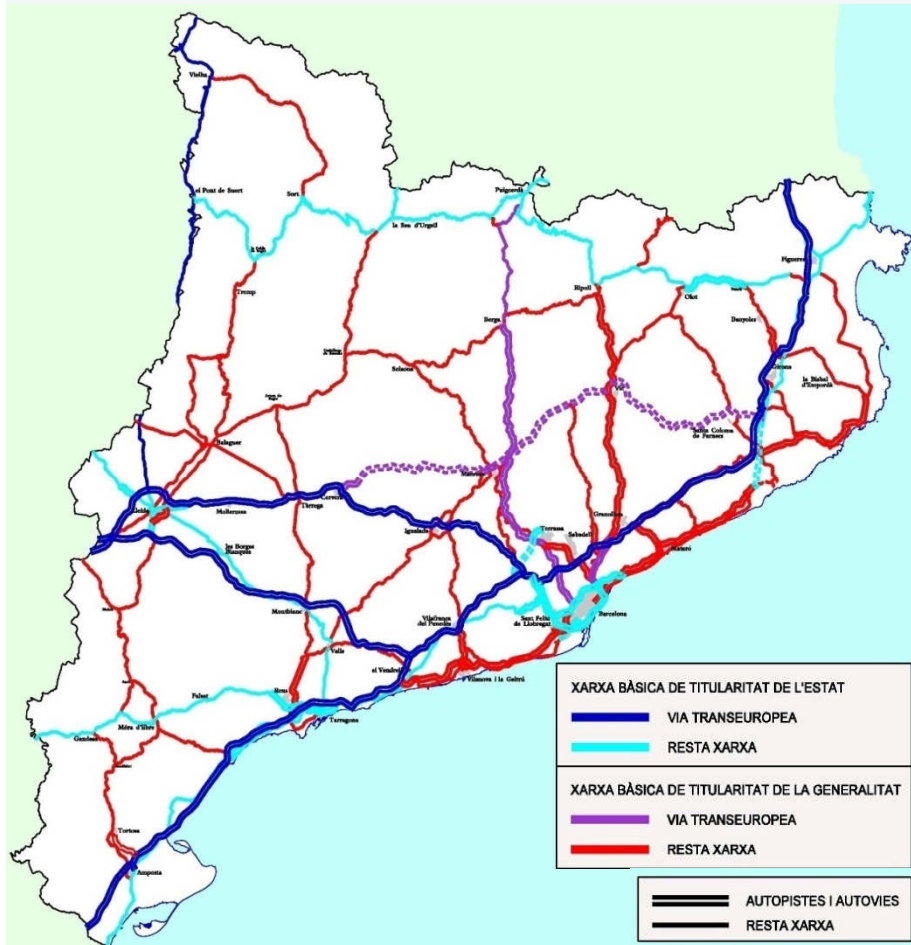 Vielha
el Pont de Suert
Sort
la Seu d'Urgell
Puigcerdà
Figueres
Tremp
Ripoll
Olot
Berga
Banyoles
Girona
Solsona
la Bisbal
d'Empordà
Vic
Santa Coloma
de Farners
Balaguer
Manresa
Cervera
Lleida
Mollerussa
Tàrrega
Igualada
Terrassa
Sabadell
Granollers
les Borges
Blanques
Mataró
Montblanc
Vilafranca
del Penedès
Sant Feliu
de Llobregat
Barcelona
Valls
el Vendrell
Vilanova i la Geltrú
Reus
Falset
Tarragona
Móra d'Ebre
Gandesa
Tortosa
Amposta
XARXA BÀSICA DE TITULARITAT DE L'ESTAT
VIA TRANSEUROPEA
RESTA XARXA
XARXA BÀSICA DE TITULARITAT DE LA GENERALITAT
VIA TRANSEUROPEA
RESTA XARXA
AUTOPISTES I AUTOVIES
RESTA XARXA